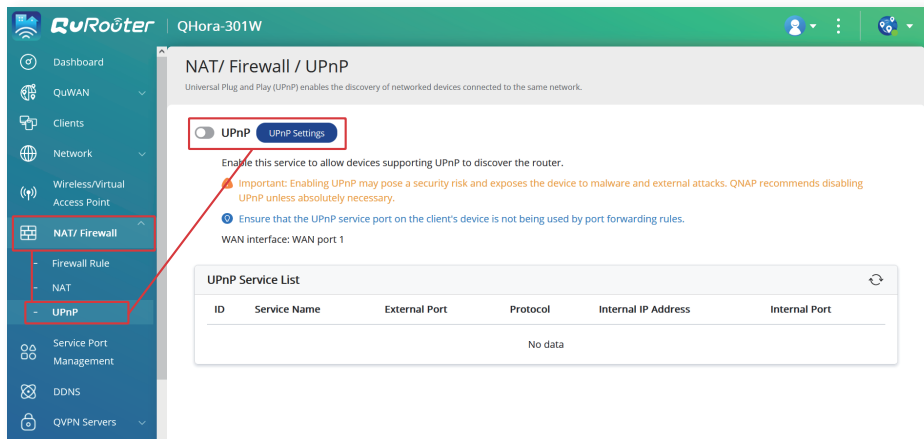 QuRouter
QHora-301W
Dashboard
QuWAN
Clients
Network
Wireless/Virtual
Access Point
NAT/ Firewall
Firewall Rule
NAT
UPnP
Service Port
Management
DDNS
QVPN Servers
NAT/ Firewall / UPnP
Universal Plug and Play (UPnP) enables the discovery of networked devices connected to the same network.
UPnP UPnP Settings
Enable this service to allow devices supporting UPnP to discover the router.
Important: Enabling UPnP may pose a security risk and exposes the device to malware and external attacks. QNAP recommends disabling
UPnP unless absolutely necessary.
Ensure that the UPnP service port on the client's device is not being used by port forwarding rules.
WAN interface: WAN port 1
UPnP Service List
ID Service Name External Port Protocol Internal IP Address Internal Port
No data